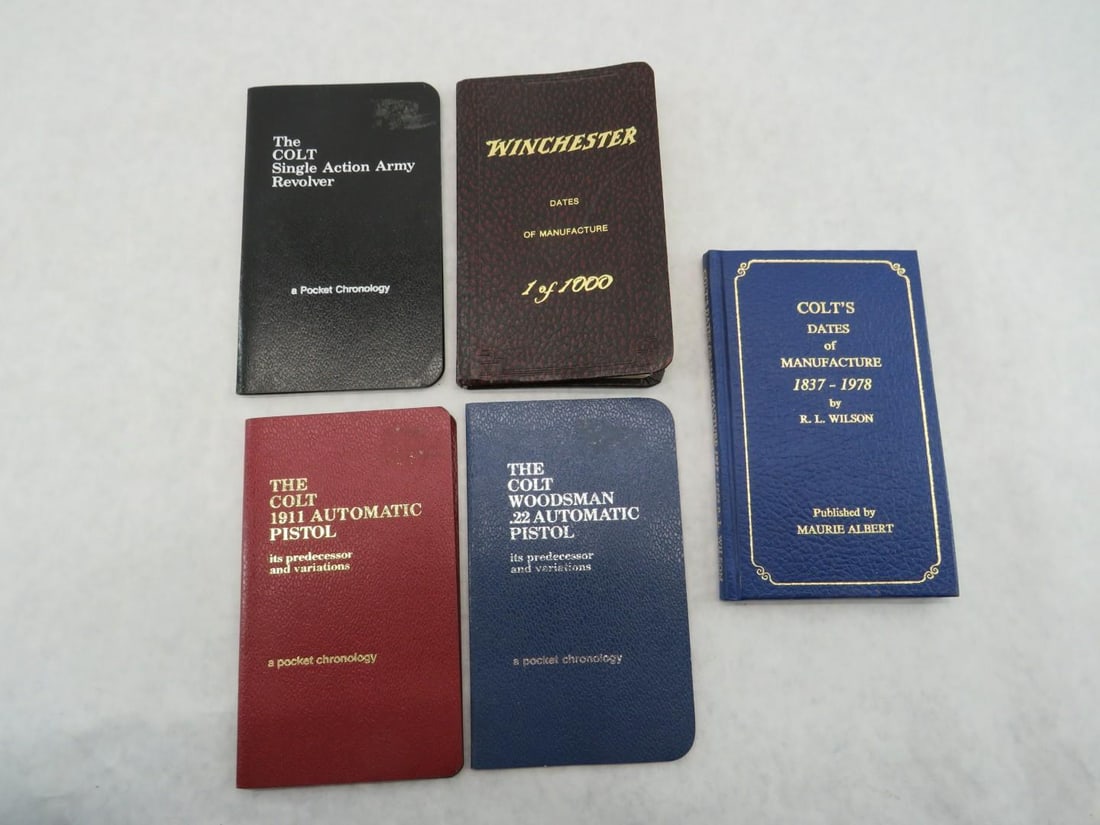 The
COLT
Single Action Army
Revolver
a Pocket Chronology
WINCHESTER
DATES
OF MANUFACTURE
1 of 1000
THE
COLT
1911 AUTOMATIC
PISTOL
its predecessor
and variations
a pocket chronology
THE
COLT
WOODSMAN
.22 AUTOMATIC
PISTOL
its predecessor
and variations
a pocket chronology
COLT'S
DATES
of
MANUFACTURE
1837 - 1978
by
R. L. WILSON
Published by
MAURIE ALBERT